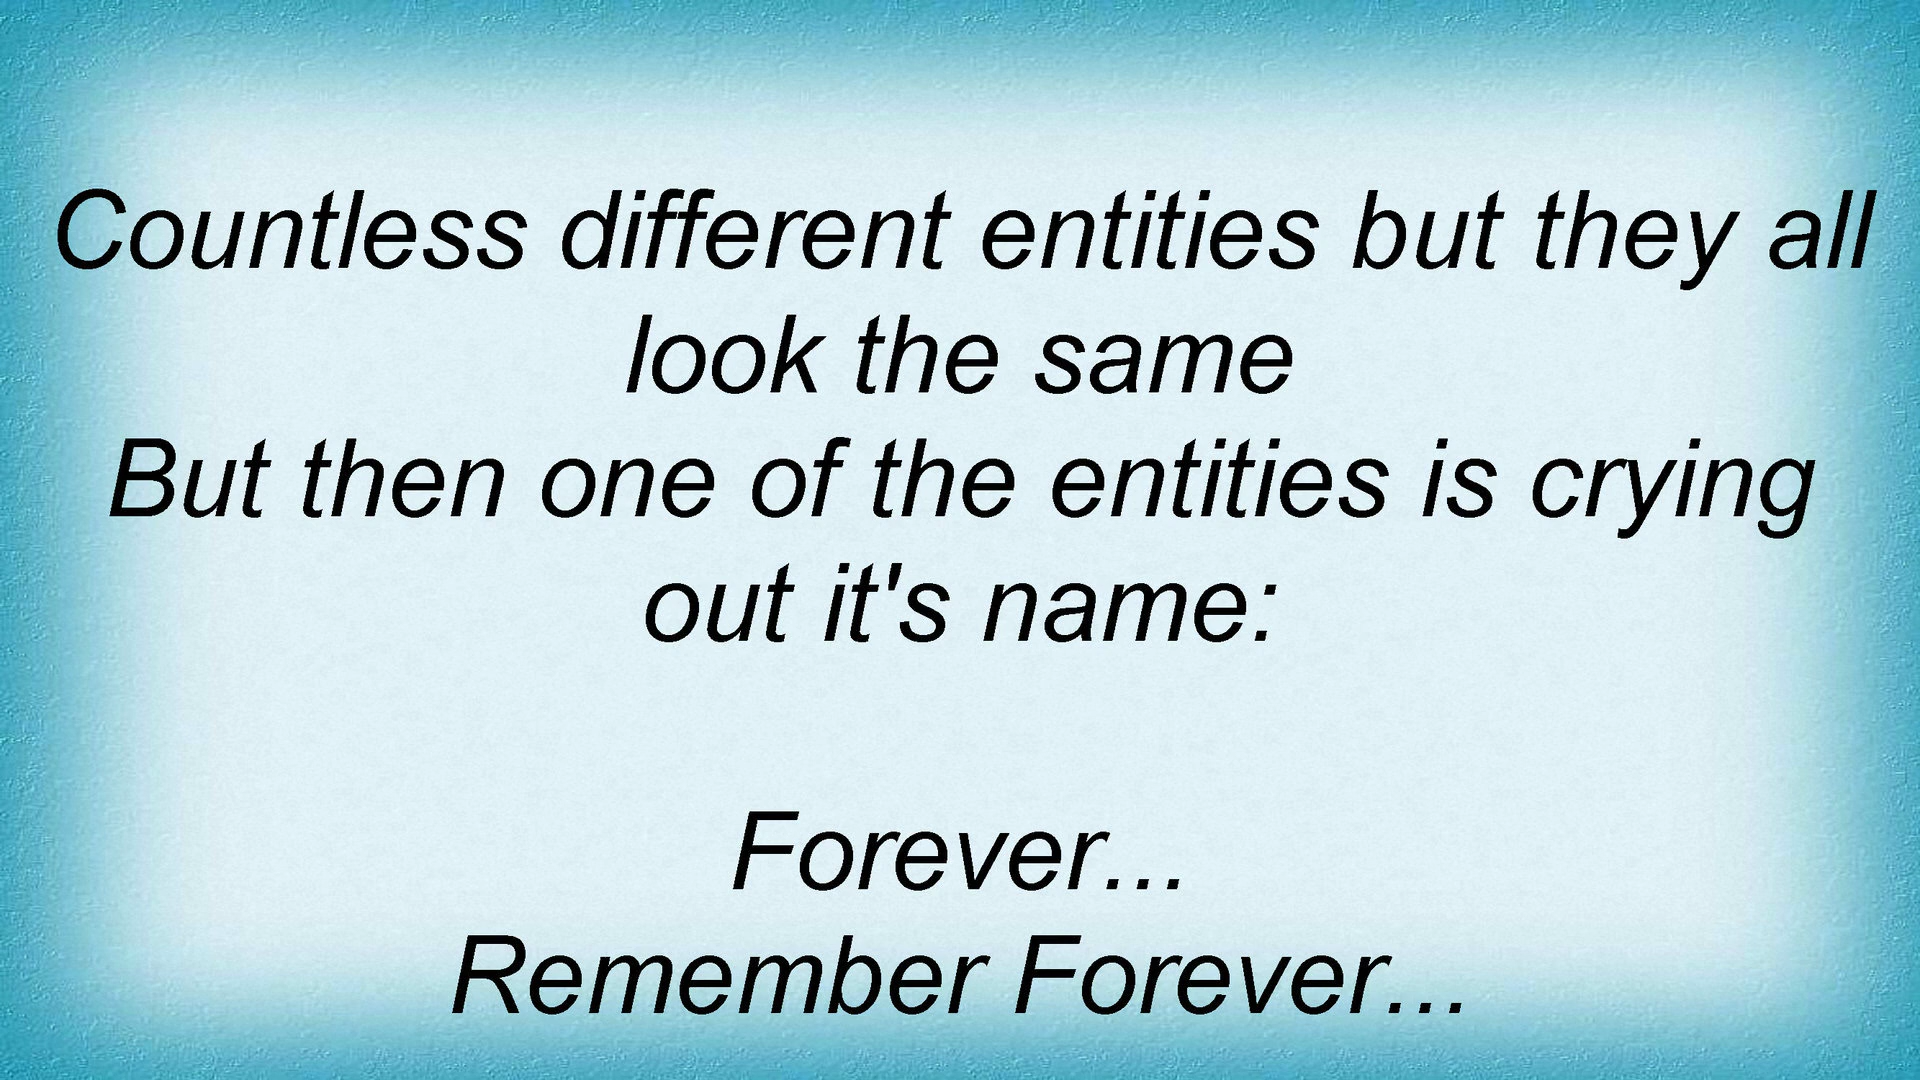 Countless different entities but they all
look the same
But then one of the entities is crying
out it's name:
Forever...
Remember Forever...